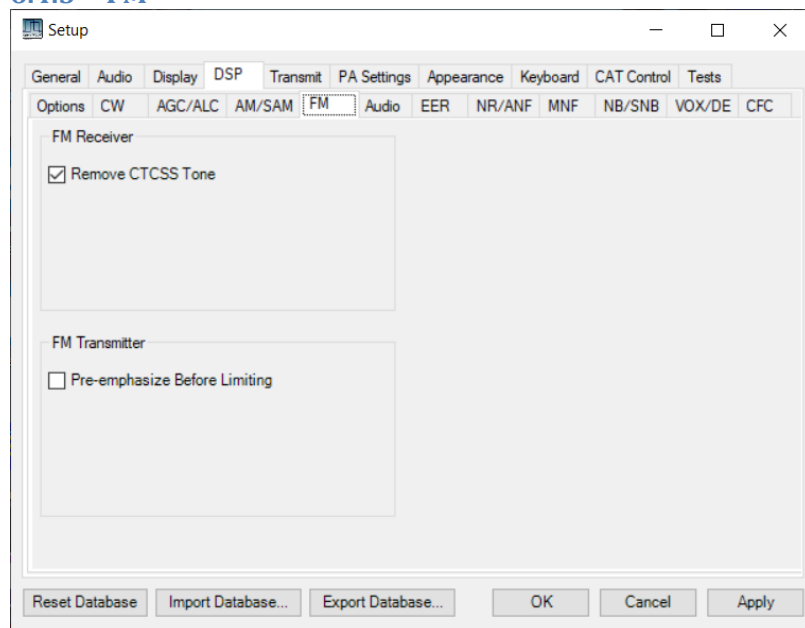 Setup
General Audio Display DSP Transmit PA Settings Appearance Keyboard CAT Control Tests
Options CW AGC/ALC AM/SAM FM Audio EER NR/ANF MNF NB/SNB VOX/DE CFC
FM Receiver
Remove CTCSS Tone
FM Transmitter
Pre-emphasize Before Limiting
Reset Database Import Database... Export Database... OK Cancel Apply